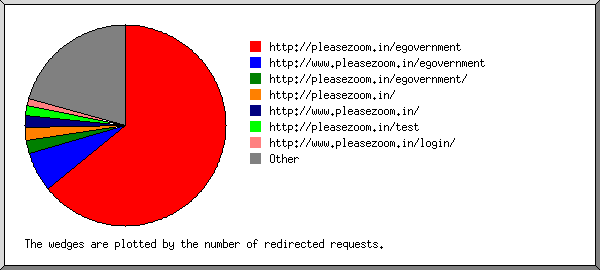 http://pleasezoom.in/egovernment
http://www.pleasezoom.in/egovernment
http://pleasezoom.in/egovernment/
http://pleasezoom.in/
http://www.pleasezoom.in/
http://pleasezoom.in/test
http://www.pleasezoom.in/login/
Other
The wedges are plotted by the number of redirected requests.